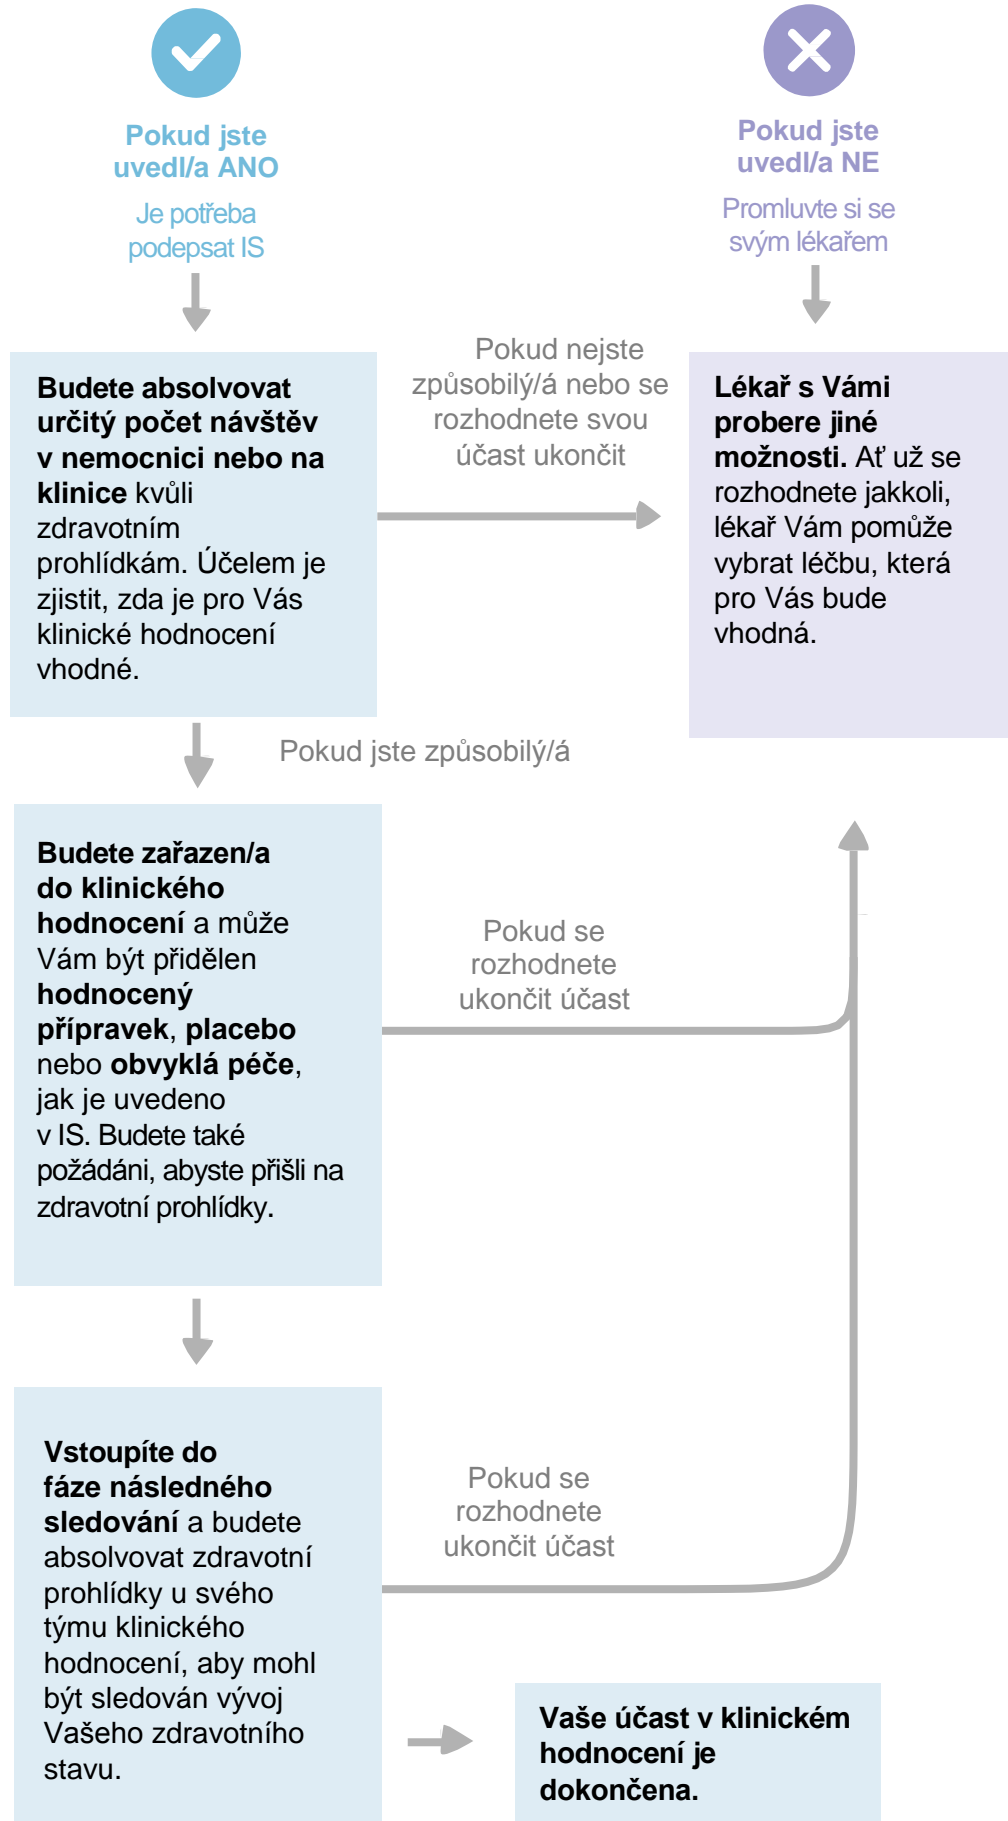 Pokud jste
uvedl/a ANO
Je potřeba
podepsat IS
Pokud jste
uvedl/a NE
Promluvte si se
svým lékařem
Budete absolvovat
určitý počet návštěv
v nemocnici nebo na
klinice kvůli
zdravotním
prohlídkám. Účelem je
zjistit, zda je pro Vás
klinické hodnocení
vhodné.
Pokud nejste
způsobilý/á nebo se
rozhodnete svou
účast ukončit
Lékař s Vámi
probere jiné
možnosti. Ať už se
rozhodnete jakkoli,
lékař Vám pomůže
vybrat léčbu, která
pro Vás bude
vhodná.
Pokud jste způsobilý/á
Budete zařazen/a
do klinického
hodnocení a může
Vám být přidělen
hodnocený
přípravek, placebo
nebo obvyklá péče,
jak je uvedeno
v IS. Budete také
požádáni, abyste přišli na
zdravotní prohlídky.
Pokud se
rozhodnete
ukončit účast
Vstoupíte do
fáze následného
sledování a budete
absolvovat zdravotní
prohlídky u svého
týmu klinického
hodnocení, aby mohl
být sledován vývoj
Vašeho zdravotního
stavu.
Pokud se
rozhodnete
ukončit účast
Vaše účast v klinickém
hodnocení je
dokončena.